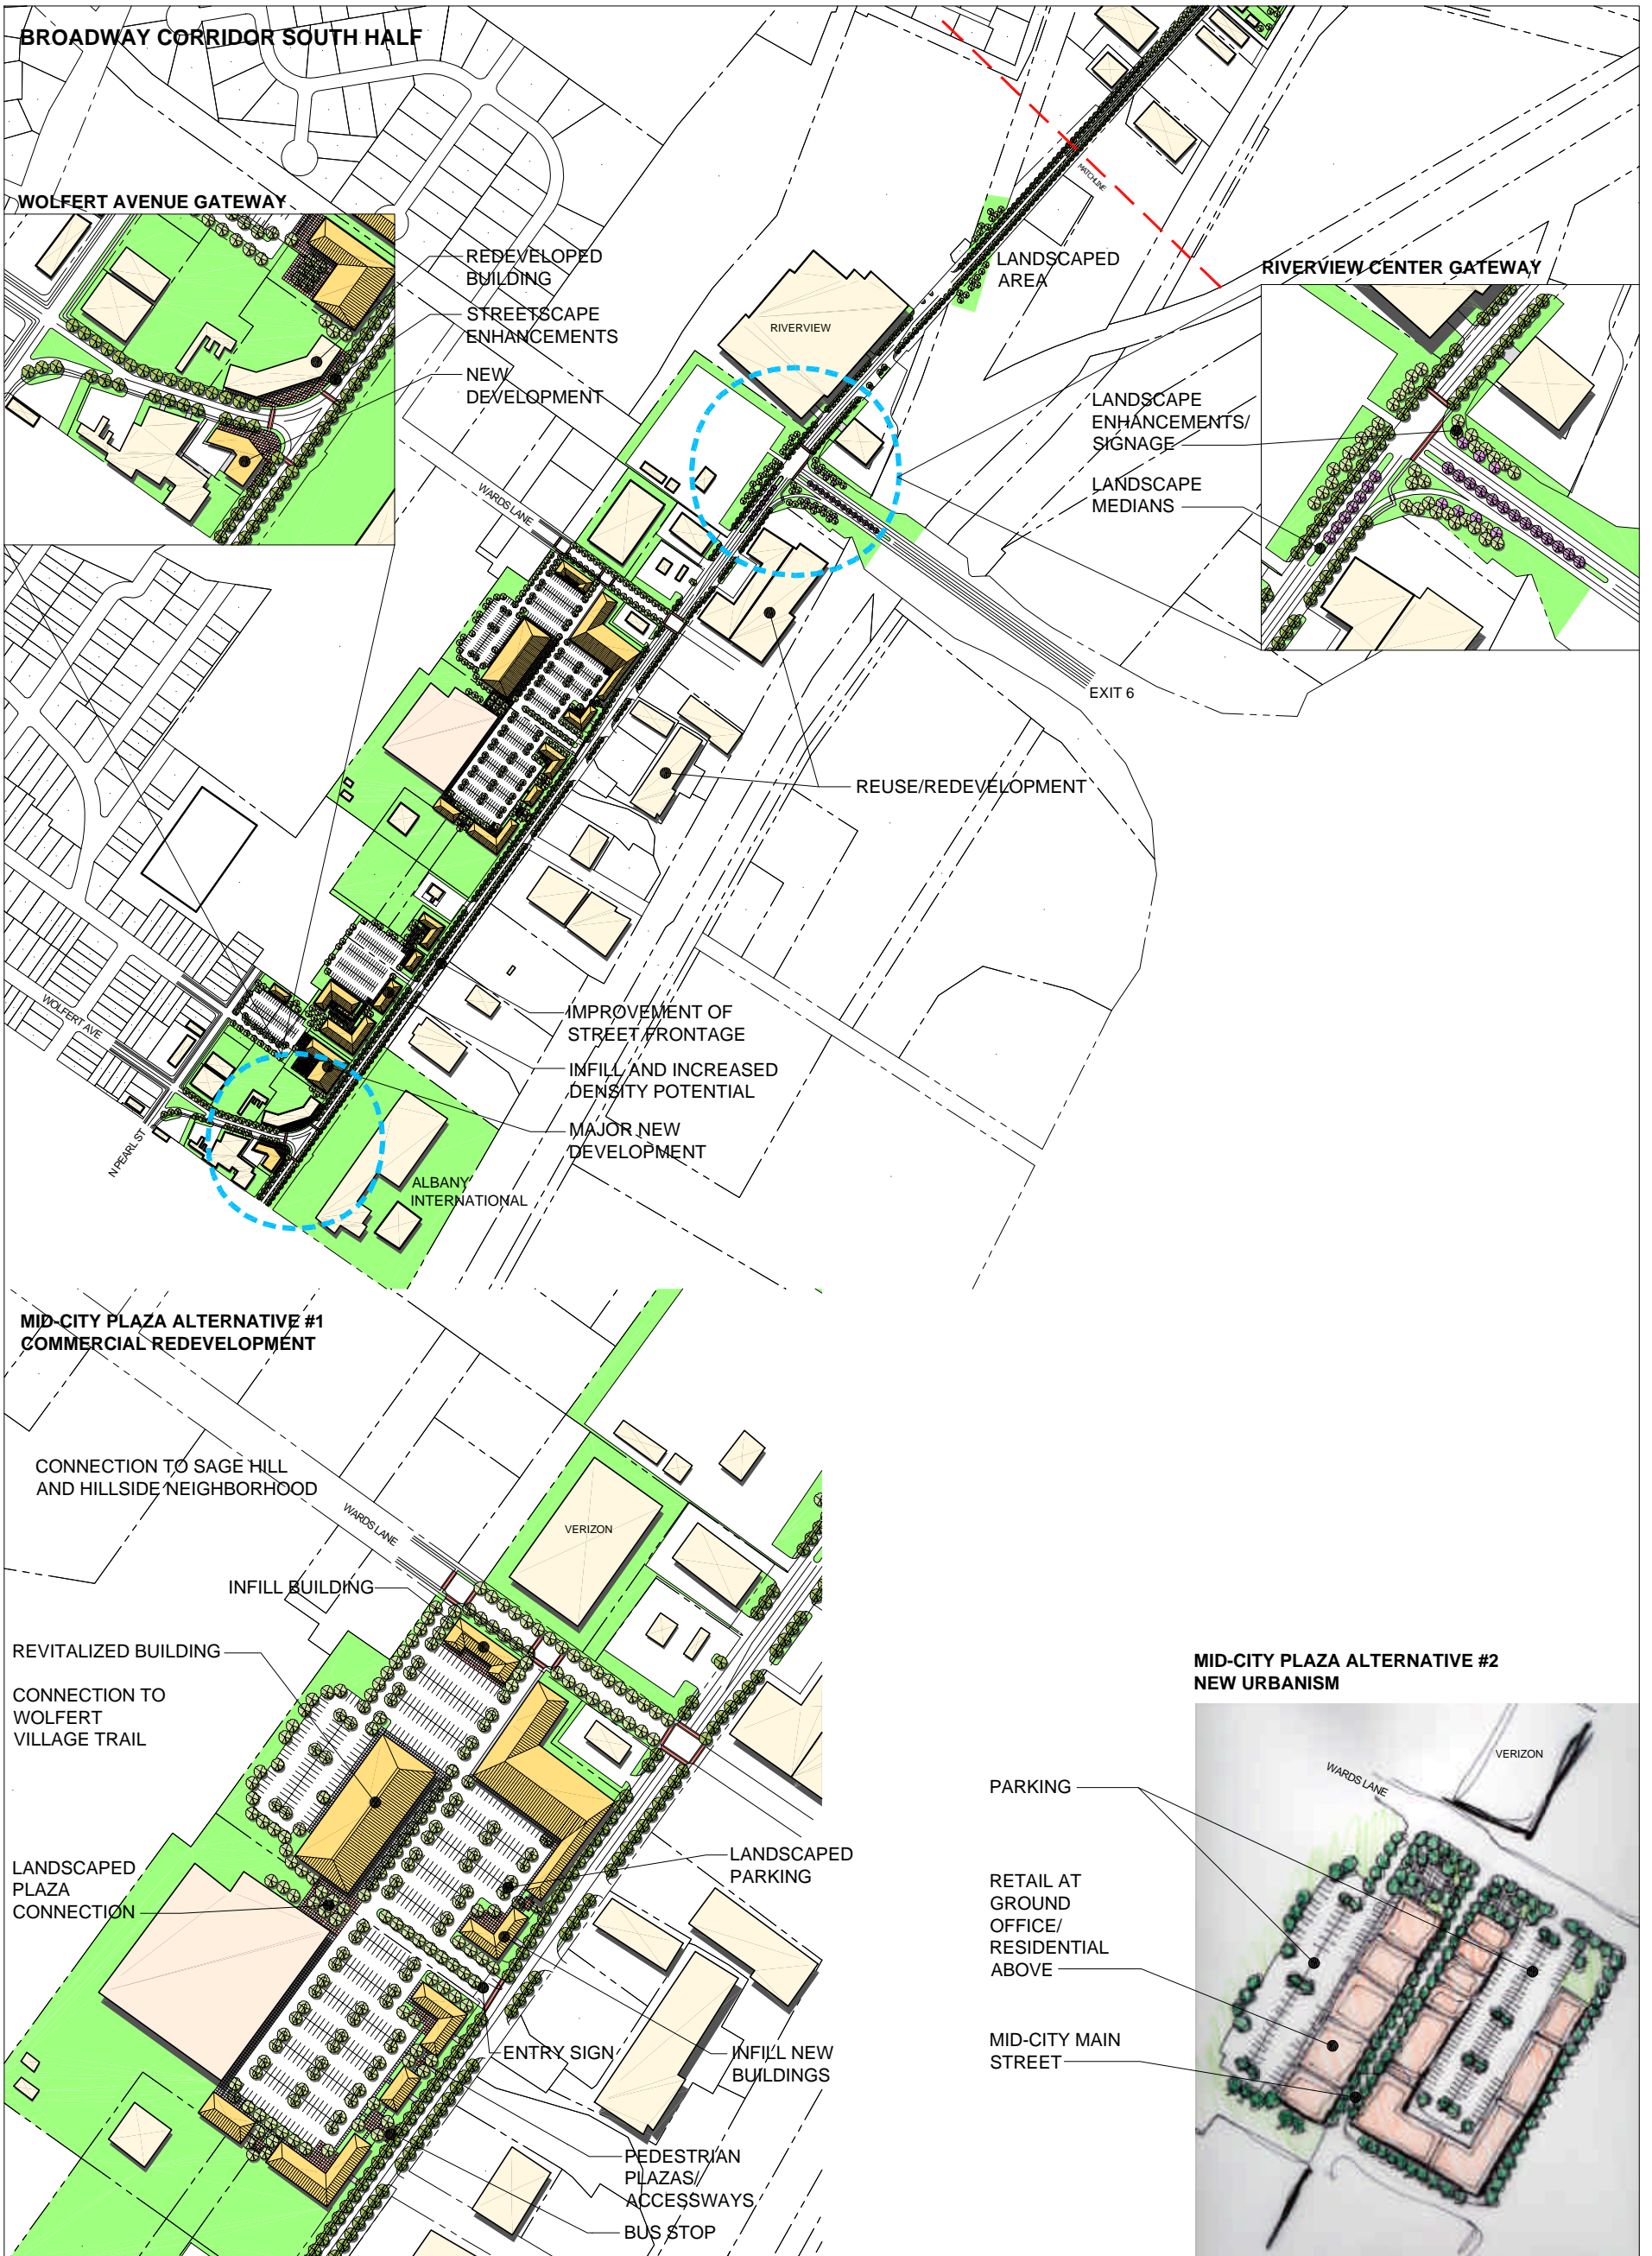 BROADWAY CORRIDOR SOUTH HALF
MATCHLINE
WOLFERT AVENUE GATEWAY
REDEVELOPED
BUILDING
STREETSCAPE
ENHANCEMENTS
NEW
DEVELOPMENT
LANDSCAPED
AREA
RIVERVIEW
RIVERVIEW CENTER GATEWAY
LANDSCAPE
ENHANCEMENTS/
SIGNAGE
LANDSCAPE
MEDIANS
WARDS LANE
EXIT 6
REUSE/REDEVELOPMENT
WOLFERT AVE
N PEARL ST
IMPROVEMENT OF
STREET FRONTAGE
INFILL AND INCREASED
DENSITY POTENTIAL
MAJOR NEW
DEVELOPMENT
ALBANY
INTERNATIONAL
MID-CITY PLAZA ALTERNATIVE #1
COMMERCIAL REDEVELOPMENT
CONNECTION TO SAGE HILL
AND HILLSIDE NEIGHBORHOOD
WARDS LANE
VERIZON
INFILL BUILDING
REVITALIZED BUILDING
CONNECTION TO
WOLFERT
VILLAGE TRAIL
LANDSCAPED
PLAZA
CONNECTION
LANDSCAPED
PARKING
ENTRY SIGN
INFILL NEW
BUILDINGS
PEDESTRIAN
PLAZAS/
ACCESSWAYS
BUS STOP
MID-CITY PLAZA ALTERNATIVE #2
NEW URBANISM
VERIZON
WARDS LANE
PARKING
RETAIL AT
GROUND
OFFICE/
RESIDENTIAL
ABOVE
MID-CITY MAIN
STREET